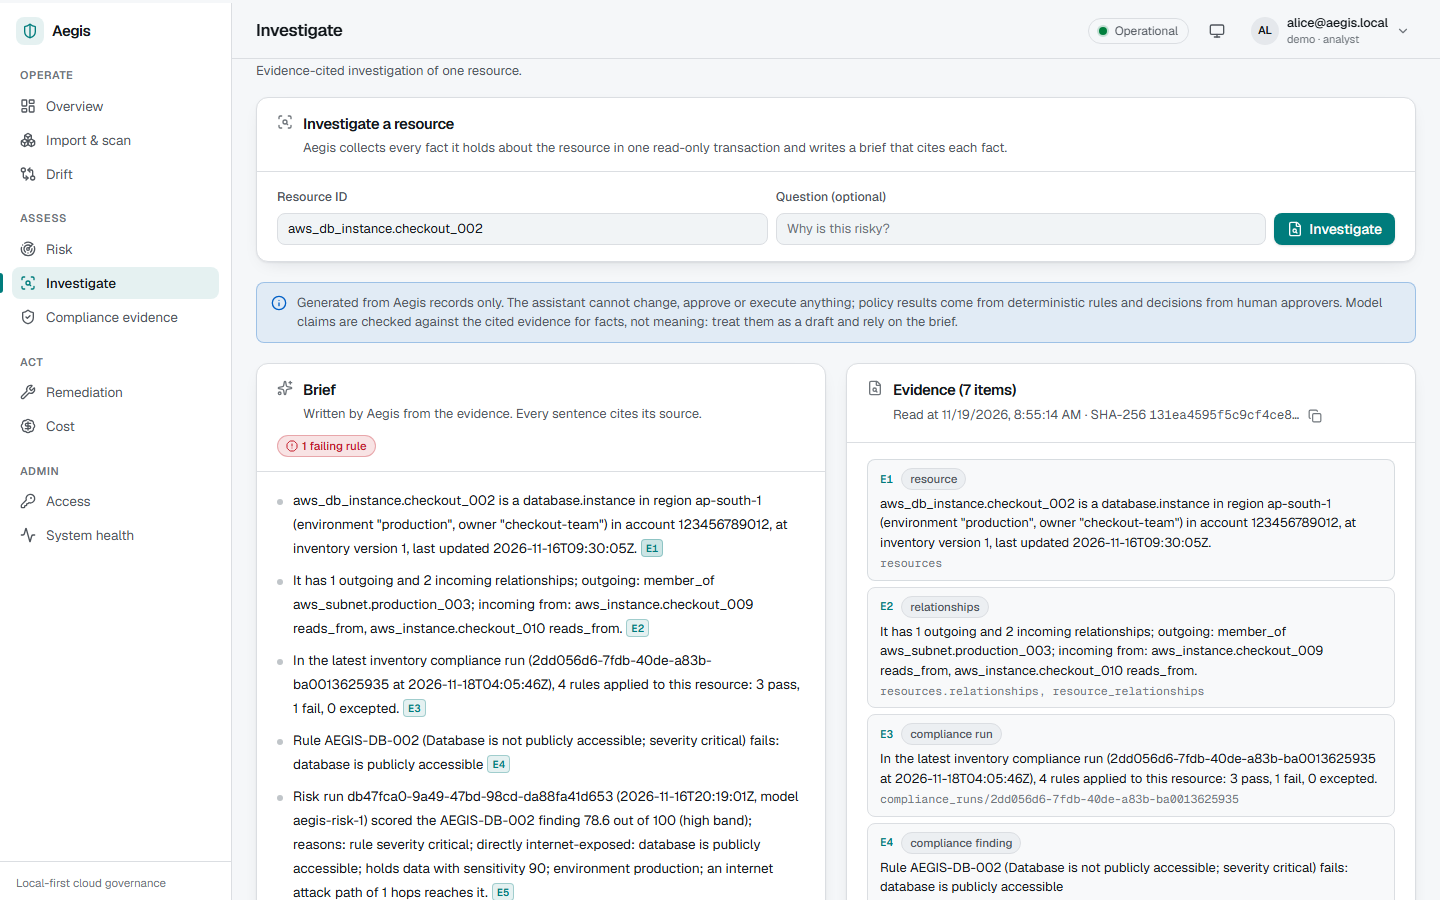 Aegis
OPERATE
Overview
Import & scan
Drift
ASSESS
Risk
Investigate
Compliance evidence
ACT
Remediation
Cost
ADMIN
Access
System health
Local-first cloud governance
Investigate
Operational
AL
alice@aegis.local
demo · analyst
Evidence-cited investigation of one resource.
Investigate a resource
Aegis collects every fact it holds about the resource in one read-only transaction and writes a brief that cites each fact.
Resource ID
aws_db_instance.checkout_002
Question (optional)
Why is this risky?
Investigate
Generated from Aegis records only. The assistant cannot change, approve or execute anything; policy results come from deterministic rules and decisions from human approvers. Model
claims are checked against the cited evidence for facts, not meaning: treat them as a draft and rely on the brief.
Brief
Written by Aegis from the evidence. Every sentence cites its source.
1 failing rule
aws_db_instance.checkout_002 is a database.instance in region ap-south-1
(environment "production", owner "checkout-team") in account 123456789012, at
inventory version 1, last updated 2026-11-16T09:30:05Z. E1
It has 1 outgoing and 2 incoming relationships; outgoing: member_of
aws_subnet.production_003; incoming from: aws_instance.checkout_009
reads_from, aws_instance.checkout_010 reads_from. E2
In the latest inventory compliance run (2dd056d6-7fdb-40de-a83b-
ba0013625935 at 2026-11-18T04:05:46Z), 4 rules applied to this resource: 3 pass,
1 fail, 0 excepted. E3
Rule AEGIS-DB-002 (Database is not publicly accessible; severity critical) fails:
database is publicly accessible E4
Risk run db47fca0-9a49-47bd-98cd-da88fa41d653 (2026-11-16T20:19:01Z, model
aegis-risk-1) scored the AEGIS-DB-002 finding 78.6 out of 100 (high band);
reasons: rule severity critical; directly internet-exposed: database is publicly
accessible; holds data with sensitivity 90; environment production; an internet
attack path of 1 hops reaches it. E5
Evidence (7 items)
Read at 11/19/2026, 8:55:14 AM · SHA-256 131ea4595f5c9cf4ce8…
E1 resource
aws_db_instance.checkout_002 is a database.instance in region ap-south-1
(environment "production", owner "checkout-team") in account 123456789012, at
inventory version 1, last updated 2026-11-16T09:30:05Z.
resources
E2 relationships
It has 1 outgoing and 2 incoming relationships; outgoing: member_of
aws_subnet.production_003; incoming from: aws_instance.checkout_009
reads_from, aws_instance.checkout_010 reads_from.
resources.relationships, resource_relationships
E3 compliance run
In the latest inventory compliance run (2dd056d6-7fdb-40de-a83b-ba0013625935
at 2026-11-18T04:05:46Z), 4 rules applied to this resource: 3 pass, 1 fail, 0 excepted.
compliance_runs/2dd056d6-7fdb-40de-a83b-ba0013625935
E4 compliance finding
Rule AEGIS-DB-002 (Database is not publicly accessible; severity critical) fails:
database is publicly accessible